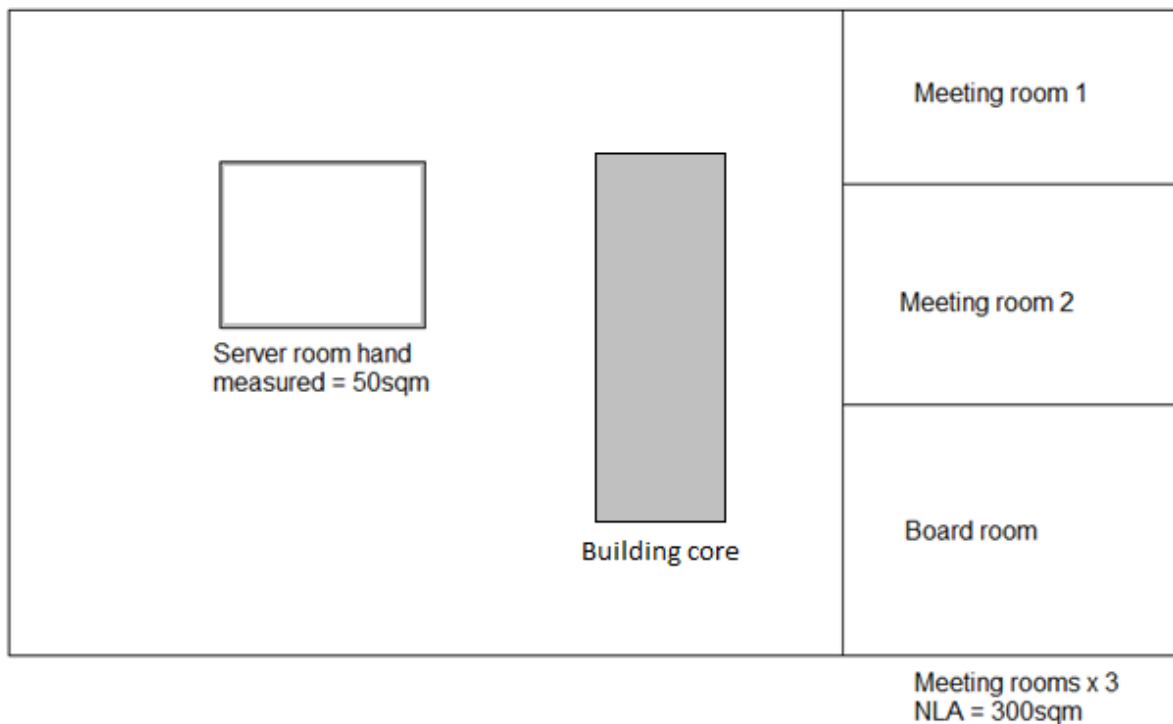 Meeting room 1
Server room hand
measured = 50sqm
Meeting room 2
Building core
Board room
Meeting rooms x 3
NLA = 300sqm